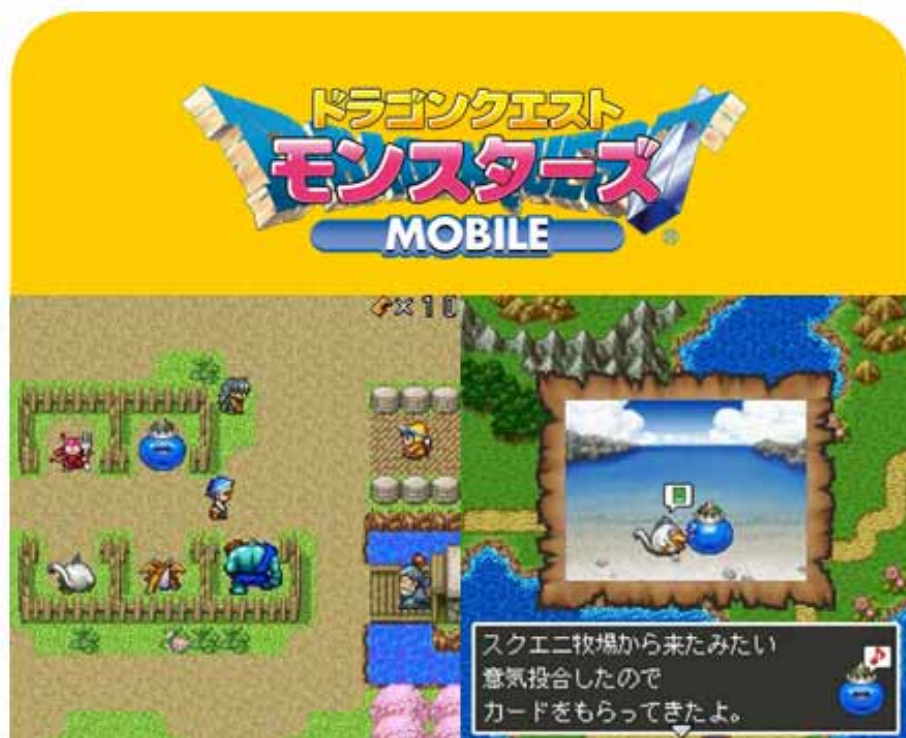 ドラゴンクエスト
モンスターズ
MOBILE
®
×10
スクエニ牧場から来たみたい
意気投合したので
カードをもらってきたよ。